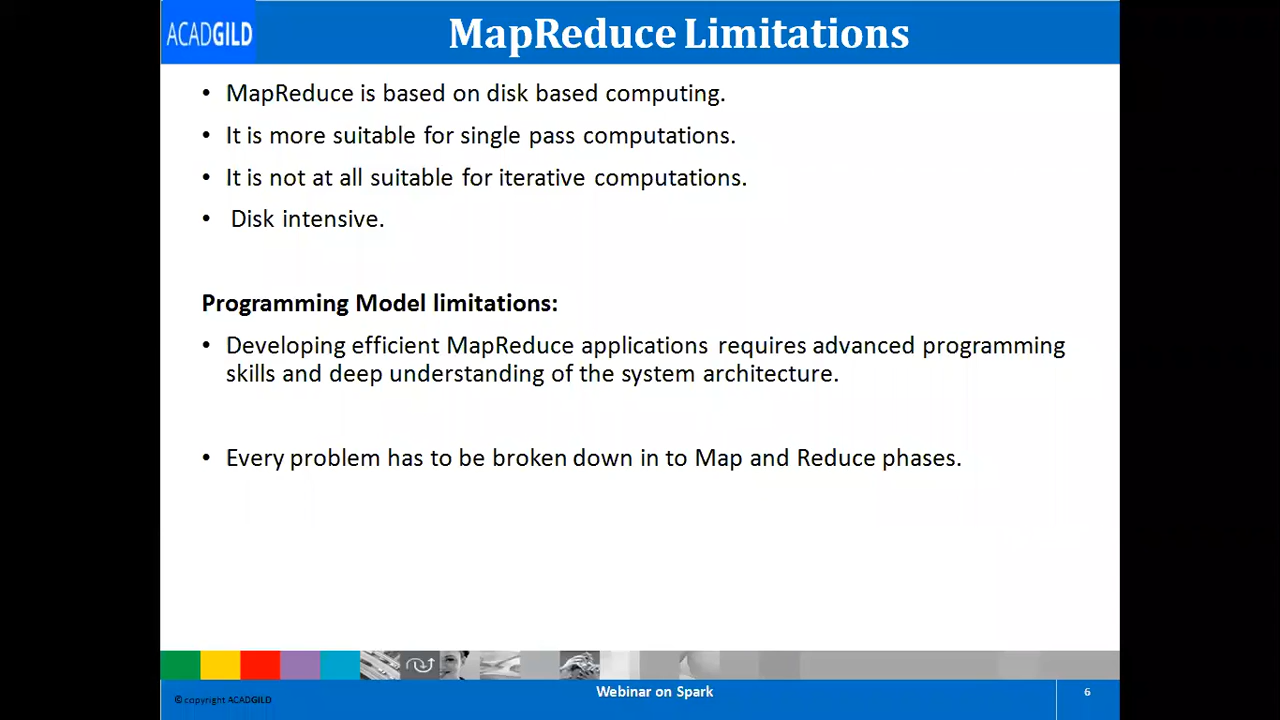 ACADGILD
MapReduce Limitations
• MapReduce is based on disk based computing.
• It is more suitable for single pass computations.
• It is not at all suitable for iterative computations.
• Disk intensive.
Programming Model limitations:
• Developing efficient MapReduce applications requires advanced programming
skills and deep understanding of the system architecture.
• Every problem has to be broken down in to Map and Reduce phases.
© copyright ACADGILD
Webinar on Spark
6